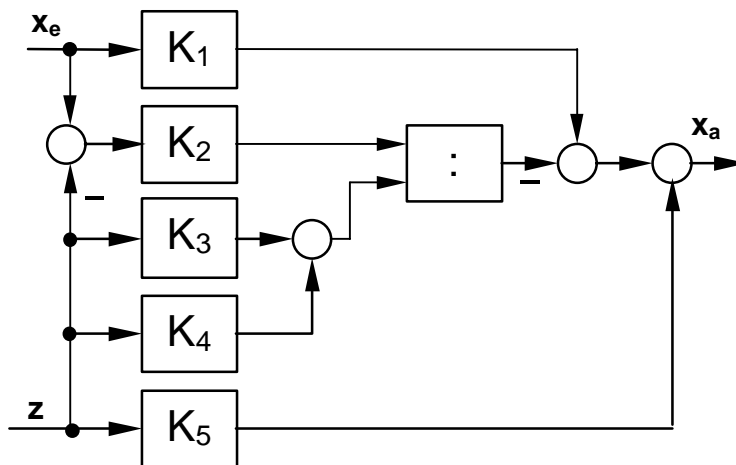 xₑ
K₁
K₂
:
xₐ
–
–
K₃
K₄
z
K₅